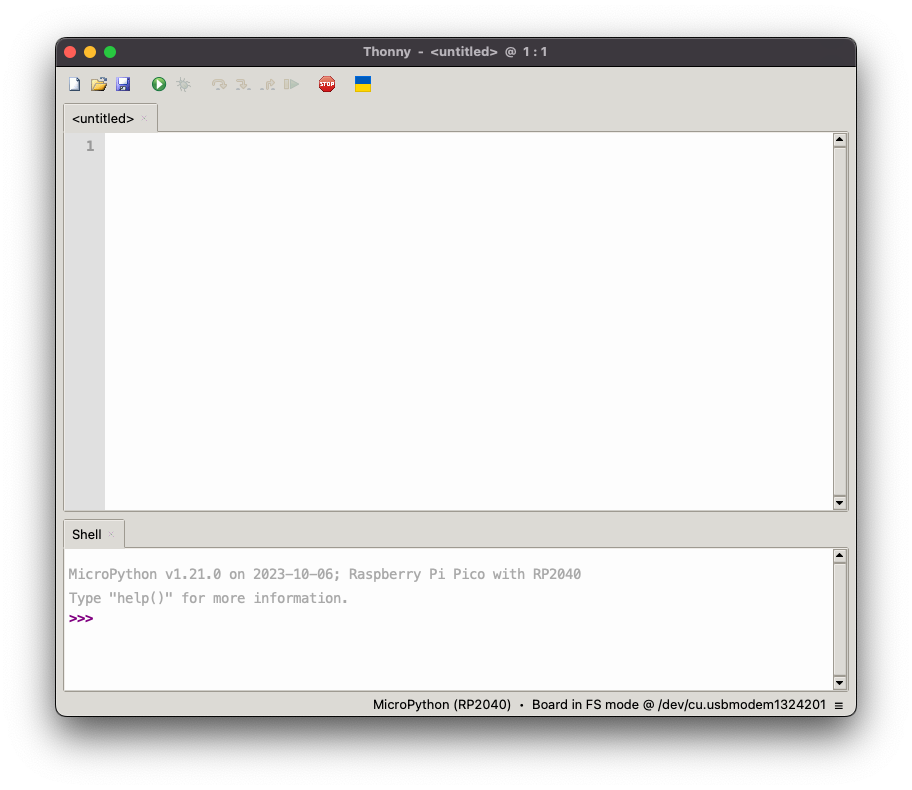 Thonny - <untitled> @ 1 : 1
STOP
<untitled>
1
Shell
MicroPython v1.21.0 on 2023-10-06; Raspberry Pi Pico with RP2040
Type "help()" for more information.
>>>
MicroPython (RP2040) • Board in FS mode @ /dev/cu.usbmodem1324201 ≡